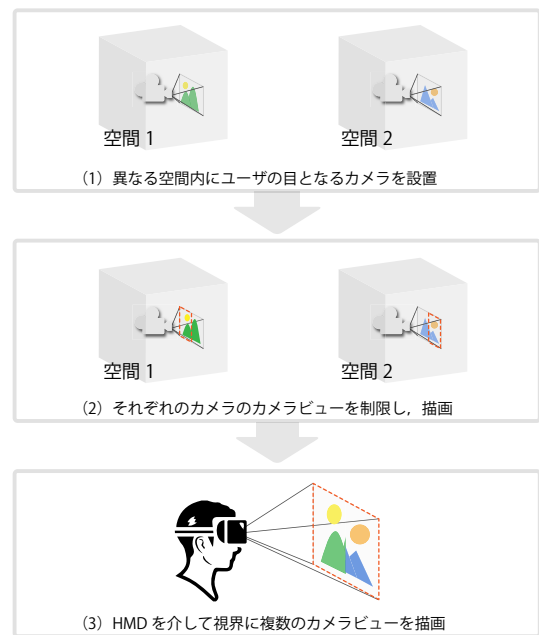 空間 1 空間 2
（1）異なる空間内にユーザの目となるカメラを設置
空間 1 空間 2
（2）それぞれのカメラのカメラビューを制限し，描画
（3）HMD を介して視界に複数のカメラビューを描画